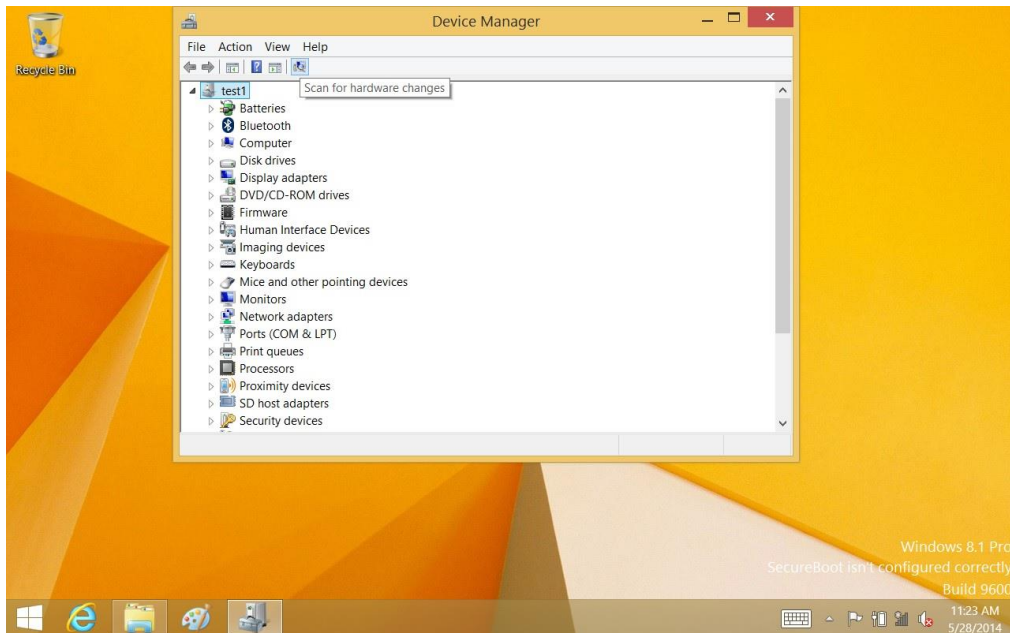 Recycle Bin
Device Manager
File Action View Help
Scan for hardware changes
test1
Batteries
Bluetooth
Computer
Disk drives
Display adapters
DVD/CD-ROM drives
Firmware
Human Interface Devices
Imaging devices
Keyboards
Mice and other pointing devices
Monitors
Network adapters
Ports (COM & LPT)
Print queues
Processors
Proximity devices
SD host adapters
Security devices
Windows 8.1 Pro
SecureBoot isn't configured correctly
Build 9600
11:23 AM
5/28/2014